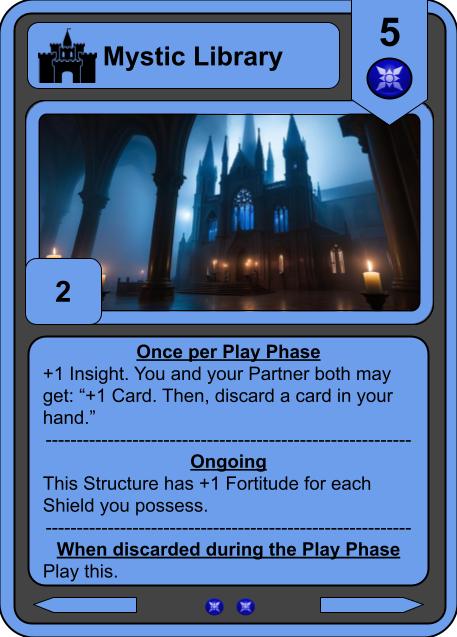 Mystic Library
5
2
Once per Play Phase
+1 Insight. You and your Partner both may
get: “+1 Card. Then, discard a card in your
hand.”
Ongoing
This Structure has +1 Fortitude for each
Shield you possess.
When discarded during the Play Phase
Play this.